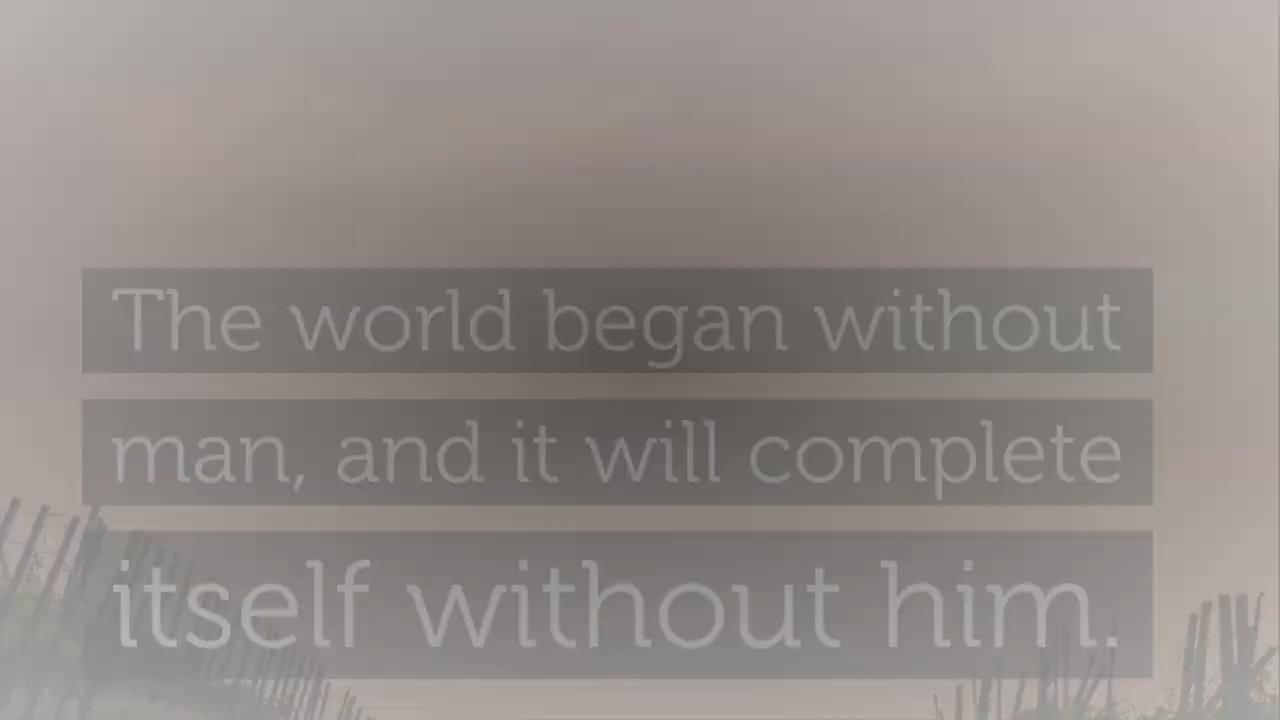 The world began without
man, and it will complete
itself without him.